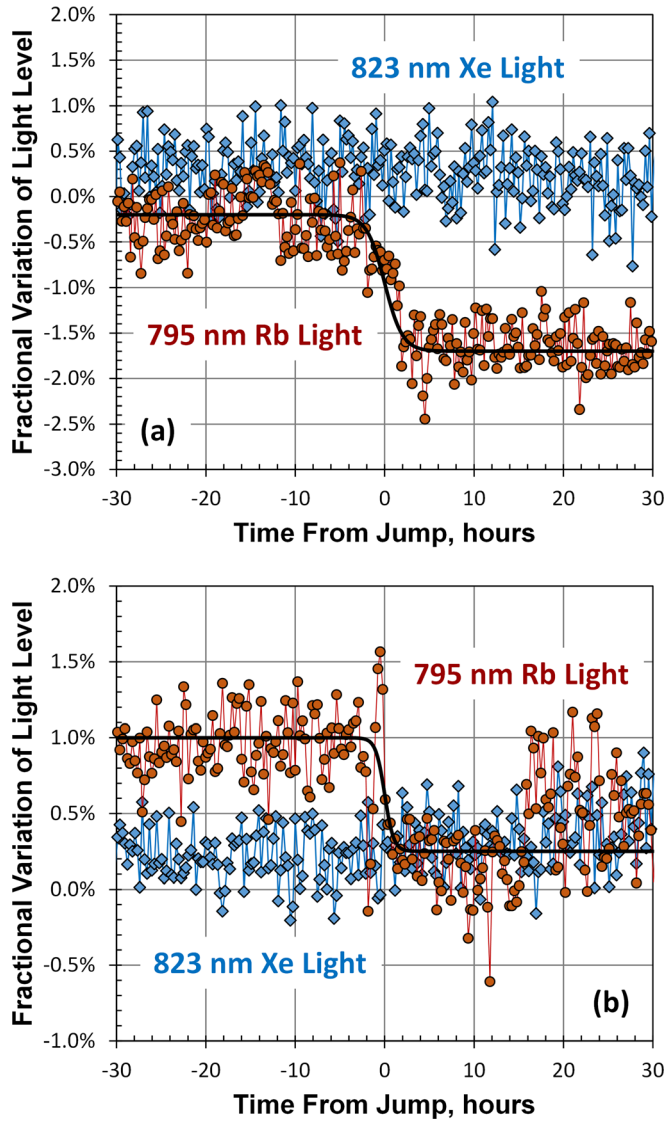 2.0%
1.5%
823 nm Xe Light
1.0%
0.5%
0.0%
-0.5%
-1.0%
795 nm Rb Light
-1.5%
-2.0%
-2.5%
(a)
-3.0%
Fractional Variation of Light Level
-30 -20 -10 0 10 20 30
Time From Jump, hours
2.0%
1.5%
795 nm Rb Light
1.0%
0.5%
0.0%
823 nm Xe Light
-0.5%
(b)
-1.0%
Fractional Variation of Light Level
-30 -20 -10 0 10 20 30
Time From Jump, hours